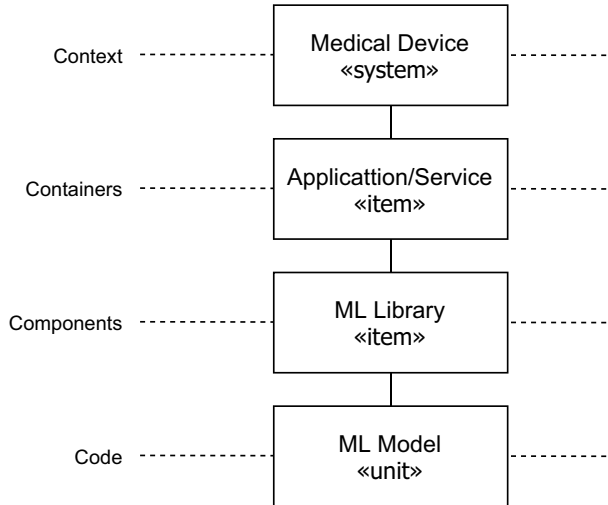 Medical Device
«system»
Context
Applicattion/Service
«item»
Containers
ML Library
«item»
Components
ML Model
«unit»
Code